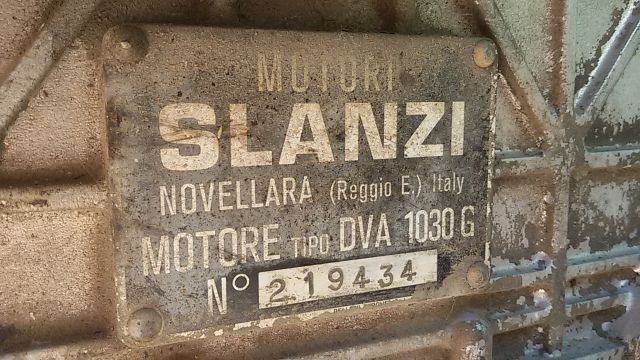 MOTORI
SLANZI
NOVELLARA (Reggio E.) Italy
MOTORE TIPO DVA 1030 G
N° 219434